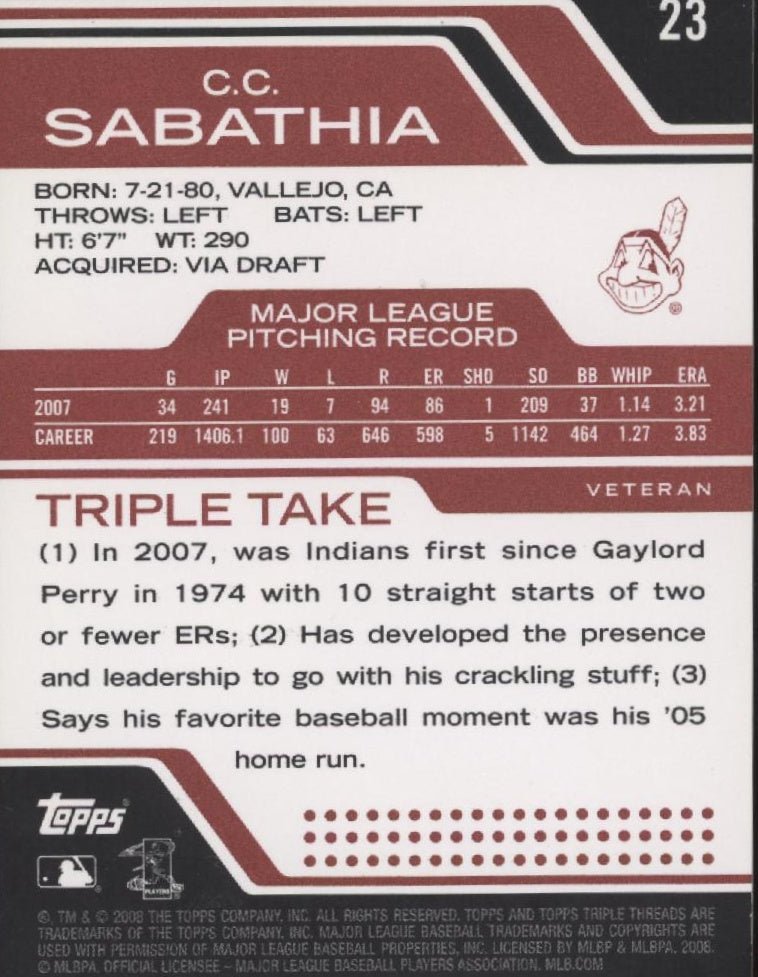 23
C.C.
SABATHIA
BORN: 7-21-80, VALLEJO, CA
THROWS: LEFT BATS: LEFT
HT: 6'7" WT: 290
ACQUIRED: VIA DRAFT
®
MAJOR LEAGUE
PITCHING RECORD
G IP W L R ER SHO SO BB WHIP ERA
2007 34 241 19 7 94 86 1 209 37 1.14 3.21
CAREER 219 1406.1 100 63 646 598 5 1142 464 1.27 3.83
VETERAN
TRIPLE TAKE
(1) In 2007, was Indians first since Gaylord
Perry in 1974 with 10 straight starts of two
or fewer ERs; (2) Has developed the presence
and leadership to go with his crackling stuff; (3)
Says his favorite baseball moment was his '05
home run.
Topps®
PLAYERS
®, TM & © 2008 THE TOPPS COMPANY, INC. ALL RIGHTS RESERVED. TOPPS AND TOPPS TRIPLE THREADS ARE
TRADEMARKS OF THE TOPPS COMPANY, INC. MAJOR LEAGUE BASEBALL TRADEMARKS AND COPYRIGHTS ARE
USED WITH PERMISSION OF MAJOR LEAGUE BASEBALL PROPERTIES, INC. LICENSED BY MLBP & MLBPA, 2008.
© MLBPA, OFFICIAL LICENSEE – MAJOR LEAGUE BASEBALL PLAYERS ASSOCIATION. MLB.COM